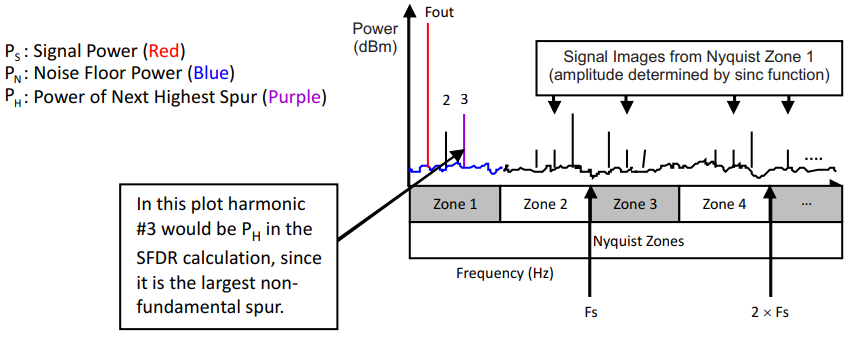 Fout
Power
(dBm)
P_S : Signal Power (Red)
P_N : Noise Floor Power (Blue)
P_H : Power of Next Highest Spur (Purple)
Signal Images from Nyquist Zone 1
(amplitude determined by sinc function)
2 3
....
In this plot harmonic
#3 would be P_H in the
SFDR calculation, since
it is the largest non-
fundamental spur.
Zone 1 Zone 2 Zone 3 Zone 4 ...
Nyquist Zones
Frequency (Hz)
Fs 2 × Fs